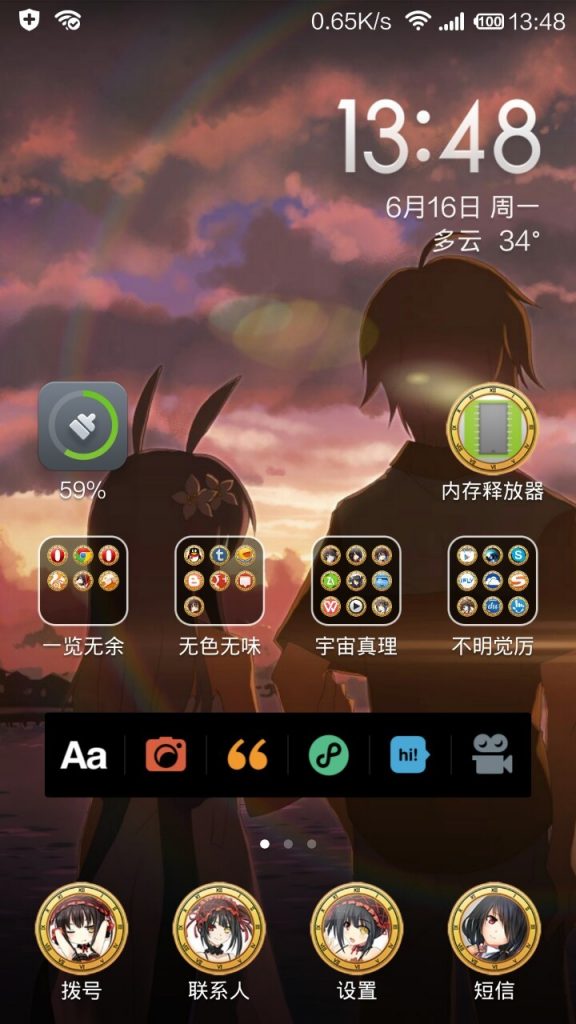 0.65K/s 100 13:48
13:48
6月16日 周一
多云 34°
59%
内存释放器
一览无余
无色无味
宇宙真理
不明觉厉
Aa
hi!
拨号
联系人
设置
短信